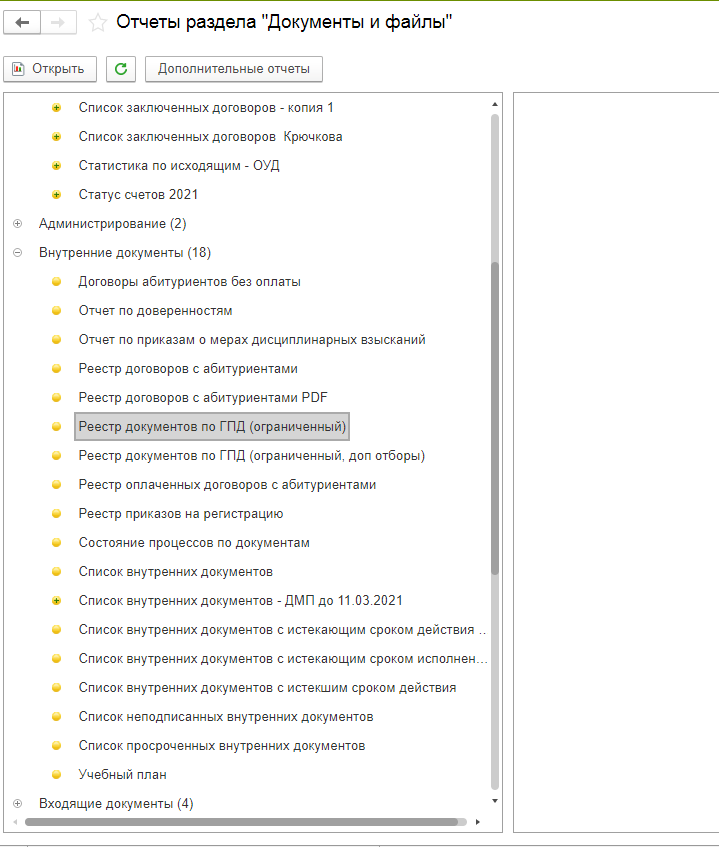 Отчеты раздела "Документы и файлы"
Открыть
Дополнительные отчеты
Список заключенных договоров - копия 1
Список заключенных договоров  Крючкова
Статистика по исходящим - ОУД
Статус счетов 2021
Администрирование (2)
Внутренние документы (18)
Договоры абитуриентов без оплаты
Отчет по доверенностям
Отчет по приказам о мерах дисциплинарных взысканий
Реестр договоров с абитуриентами
Реестр договоров с абитуриентами PDF
Реестр документов по ГПД (ограниченный)
Реестр документов по ГПД (ограниченный, доп отборы)
Реестр оплаченных договоров с абитуриентами
Реестр приказов на регистрацию
Состояние процессов по документам
Список внутренних документов
Список внутренних документов - ДМП до 11.03.2021
Список внутренних документов с истекающим сроком действия ...
Список внутренних документов с истекающим сроком исполнен...
Список внутренних документов с истекшим сроком действия
Список неподписанных внутренних документов
Список просроченных внутренних документов
Учебный план
Входящие документы (4)